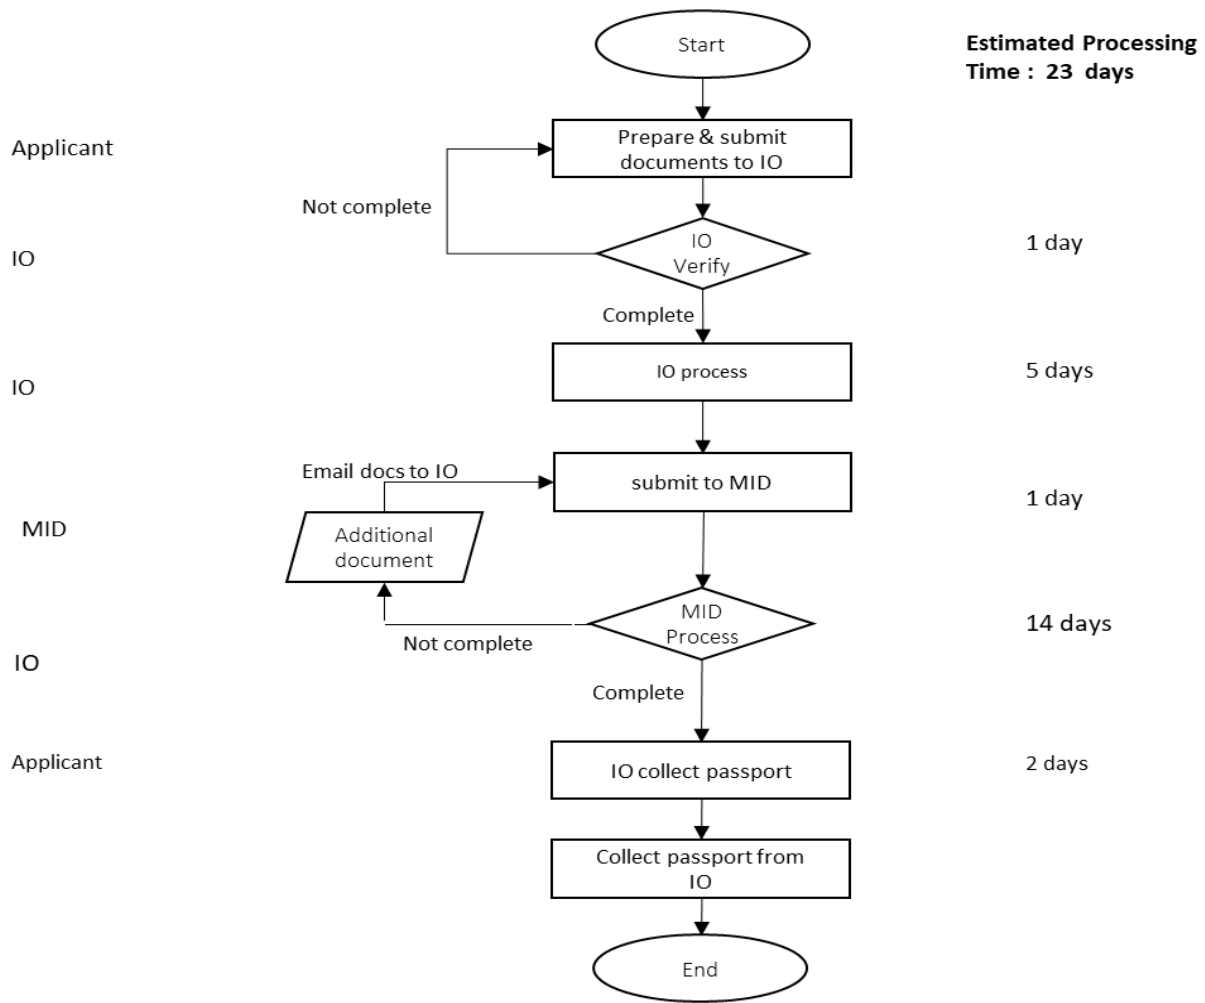 Start
Estimated Processing
Time : 23 days
Applicant
Prepare & submit
documents to IO
Not complete
IO
IO
Verify
1 day
Complete
IO
IO process
5 days
Email docs to IO
submit to MID
1 day
MID
Additional
document
MID
Process
14 days
Not complete
IO
Complete
Applicant
IO collect passport
2 days
Collect passport from
IO
End